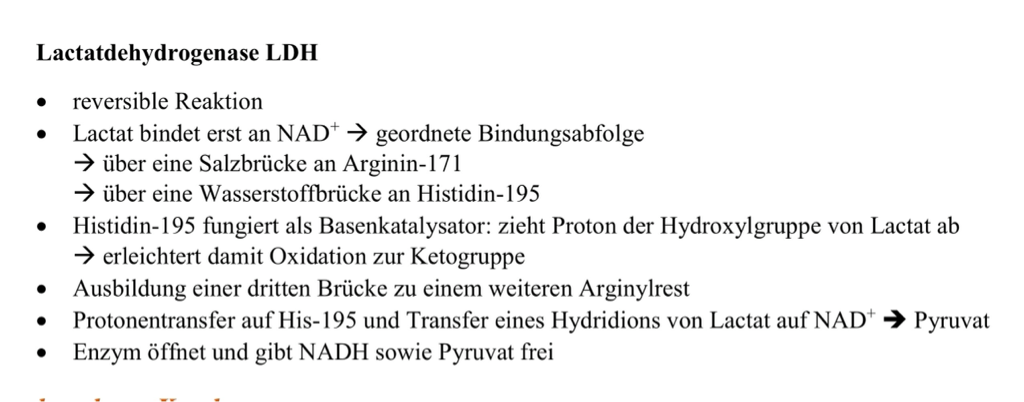 Lactatdehydrogenase LDH
• reversible Reaktion
• Lactat bindet erst an NAD⁺ → geordnete Bindungsabfolge
→ über eine Salzbrücke an Arginin-171
→ über eine Wasserstoffbrücke an Histidin-195
• Histidin-195 fungiert als Basenkatalysator: zieht Proton der Hydroxylgruppe von Lactat ab
→ erleichtert damit Oxidation zur Ketogruppe
• Ausbildung einer dritten Brücke zu einem weiteren Arginylrest
• Protonentransfer auf His-195 und Transfer eines Hydridions von Lactat auf NAD⁺ → Pyruvat
• Enzym öffnet und gibt NADH sowie Pyruvat frei